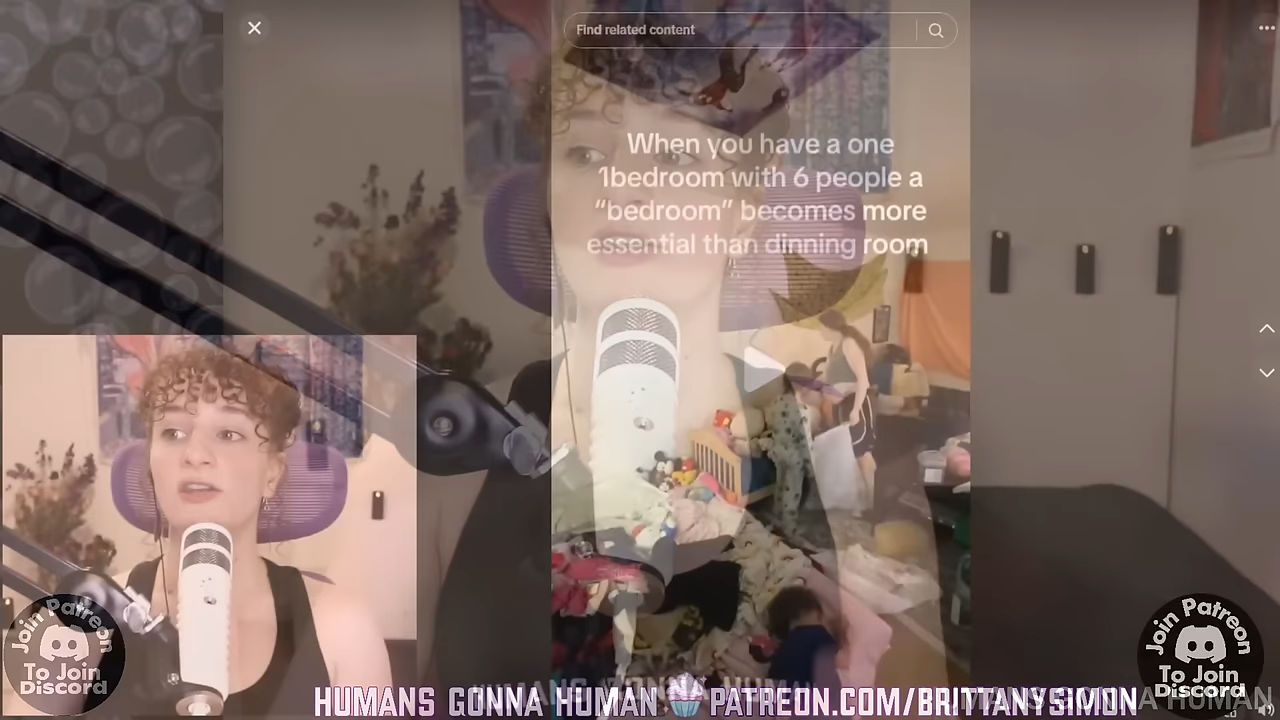 Find related content
When you have a one
1bedroom with 6 people a
“bedroom” becomes more
essential than dinning room
Join Patreon
To Join
Discord
Join Patreon
To Join
Discord
HUMANS GONNA HUMAN PATREON.COM/BRITTANYSIMON